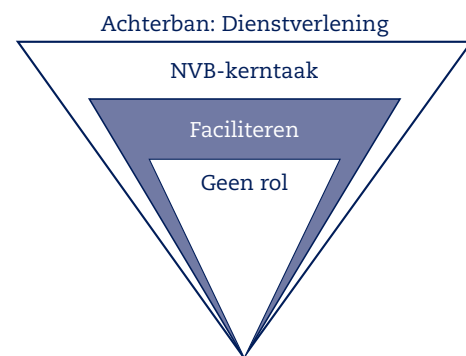 Achterban: Dienstverlening
NVB-kerntaak
Faciliteren
Geen rol